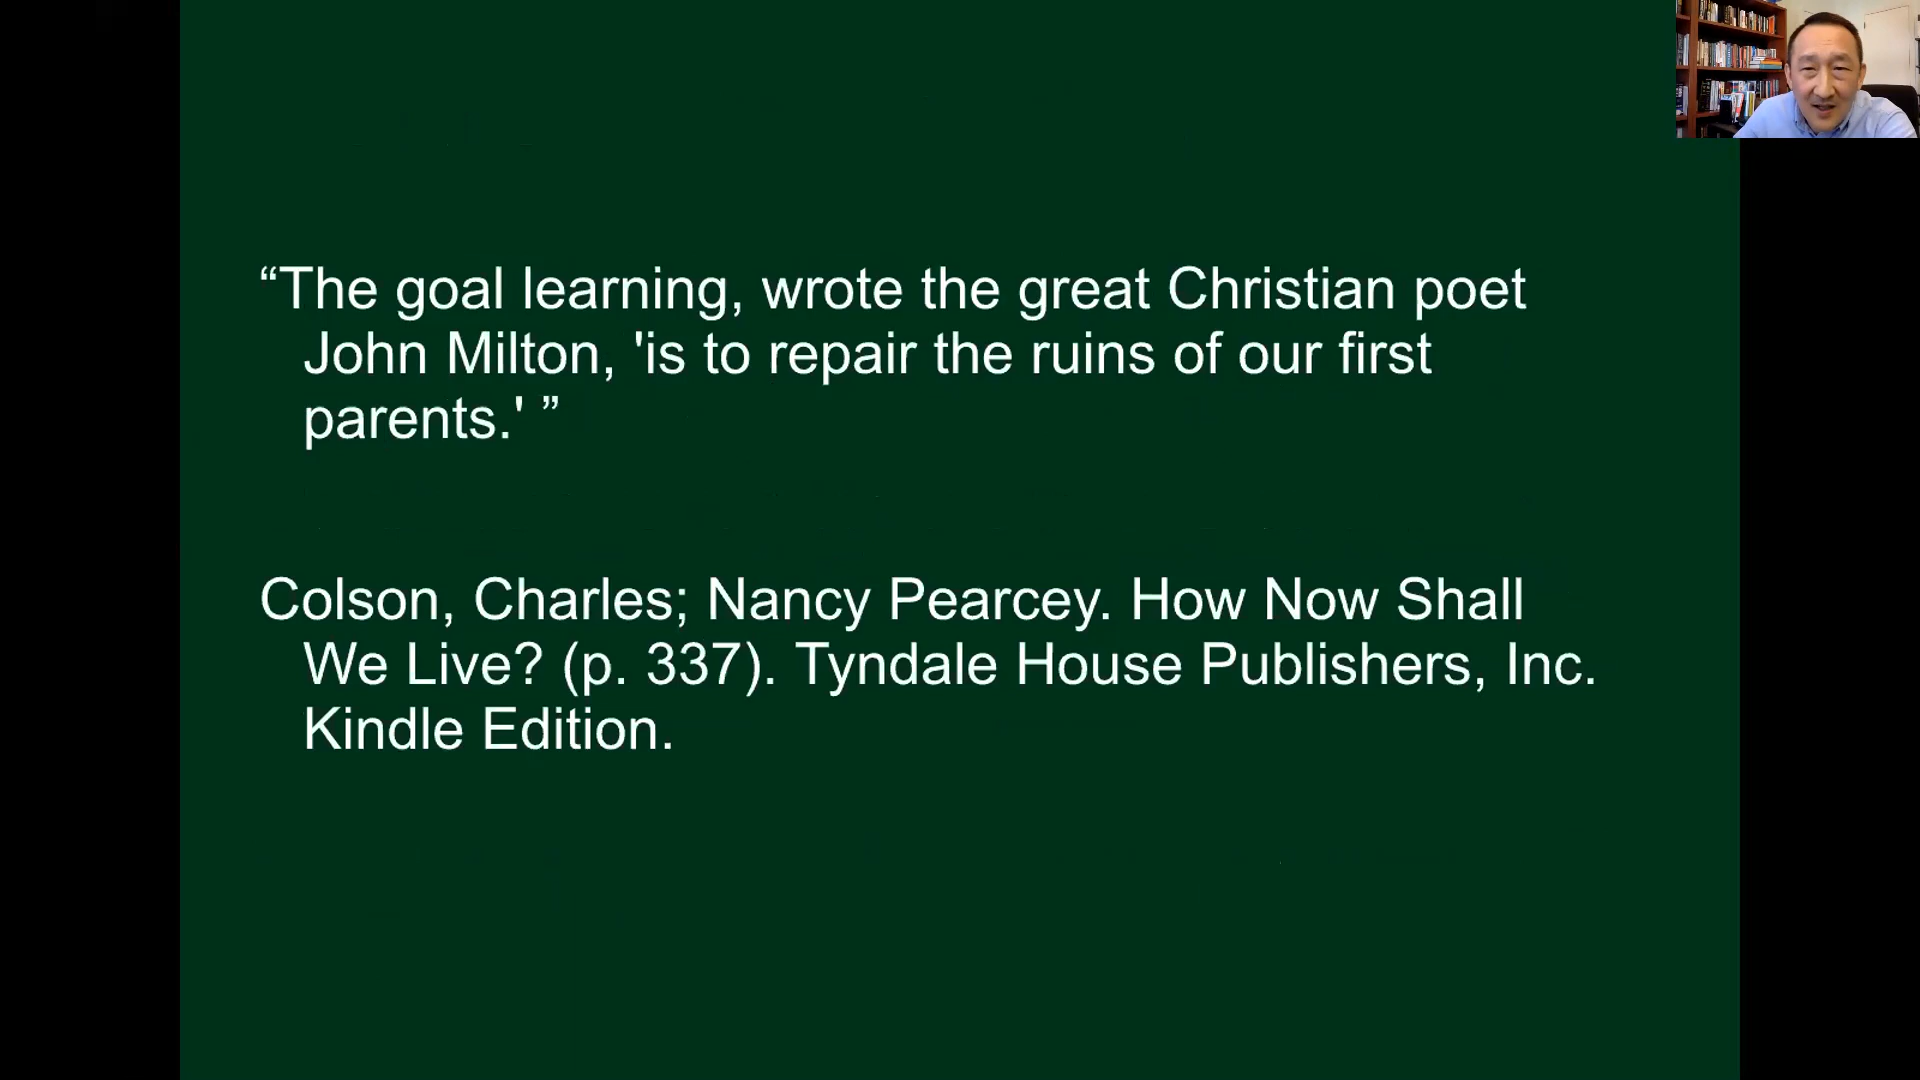 “The goal learning, wrote the great Christian poet
John Milton, 'is to repair the ruins of our first
parents.' ”
Colson, Charles; Nancy Pearcey. How Now Shall
We Live? (p. 337). Tyndale House Publishers, Inc.
Kindle Edition.